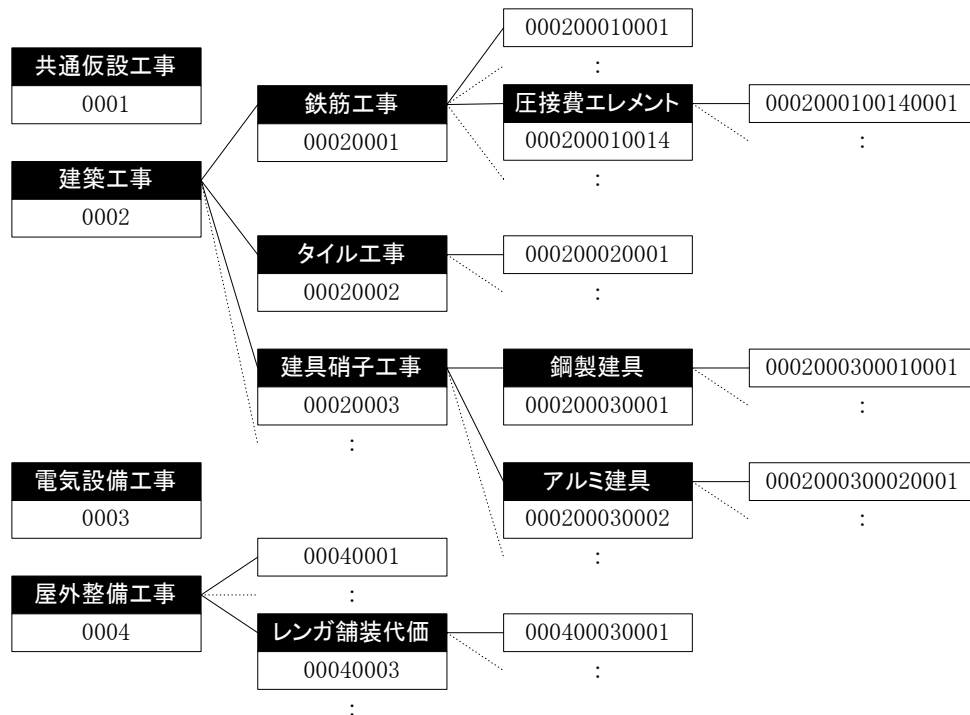 共通仮設工事
0001
建築工事
0002
電気設備工事
0003
屋外整備工事
0004
鉄筋工事
00020001
タイル工事
00020002
建具硝子工事
00020003
:
00040001
:
レンガ舗装代価
00040003
:
000200010001
:
圧接費エレメント
000200010014
:
000200020001
:
鋼製建具
000200030001
アルミ建具
000200030002
:
000400030001
:
0002000100140001
:
0002000300010001
:
0002000300020001
: